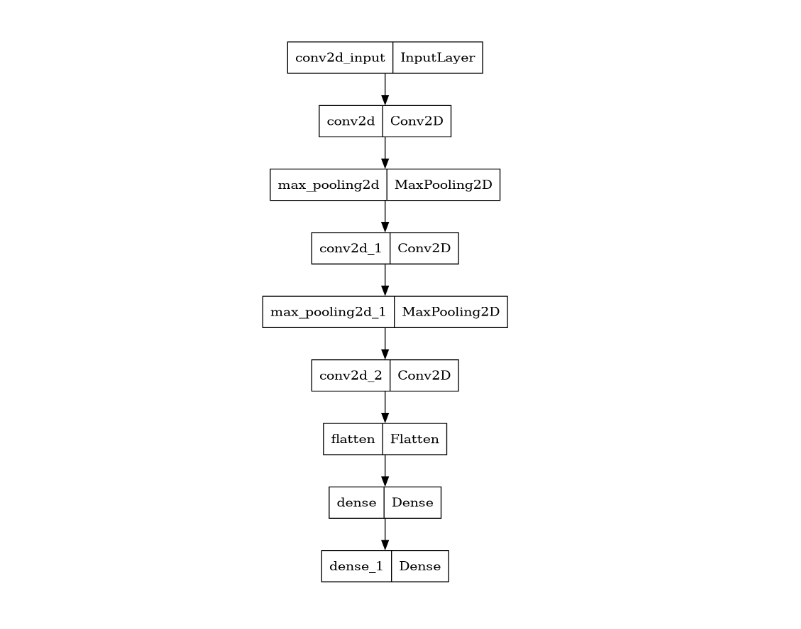 conv2d_input InputLayer
conv2d Conv2D
max_pooling2d MaxPooling2D
conv2d_1 Conv2D
max_pooling2d_1 MaxPooling2D
conv2d_2 Conv2D
flatten Flatten
dense Dense
dense_1 Dense